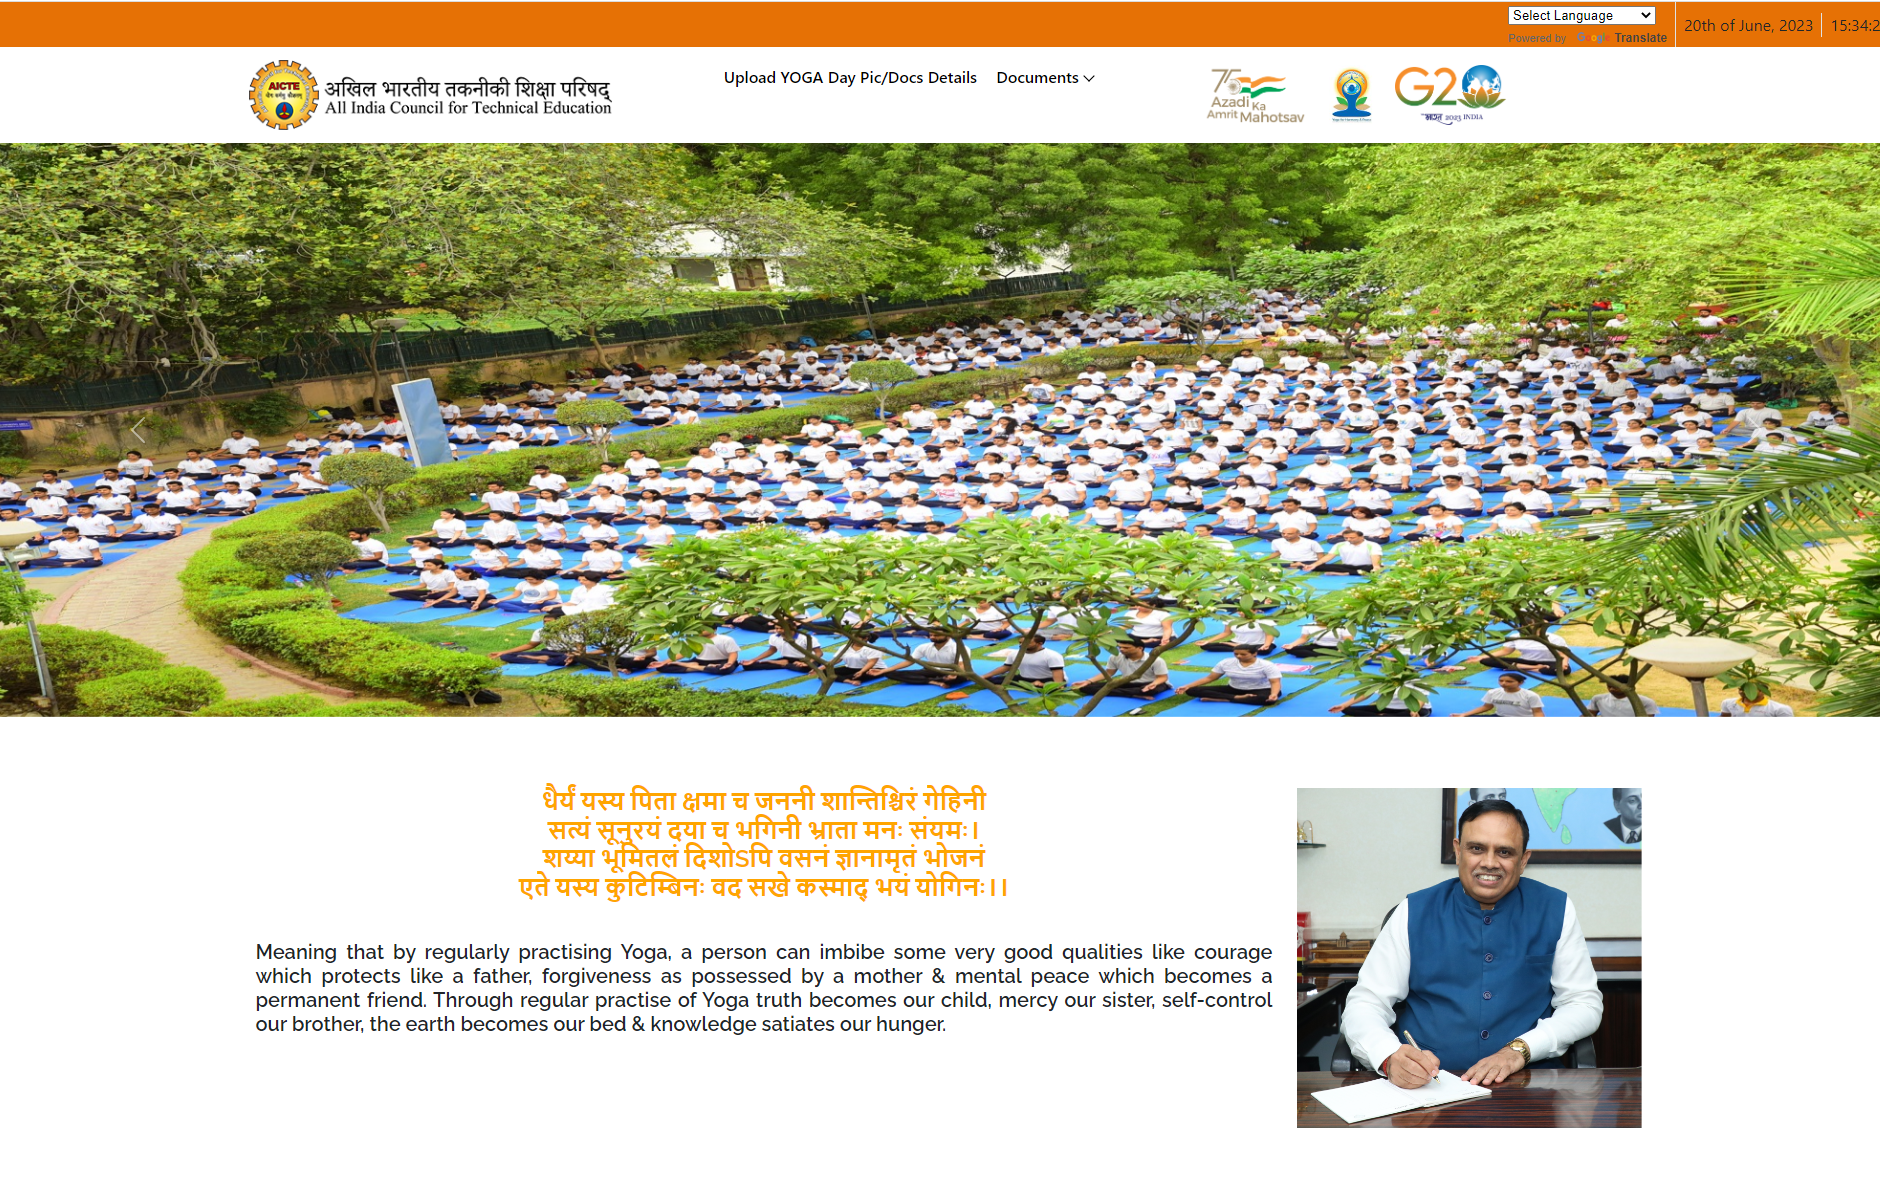 Select Language
Powered by Google Translate
20th of June, 2023
15:34:2
AICTE
अखिल भारतीय तकनीकी शिक्षा परिषद्
All India Council for Technical Education
Upload YOGA Day Pic/Docs Details
Documents
75
Azadi Ka
Amrit Mahotsav
G20
भारत 2023 INDIA
धैर्यं यस्य पिता क्षमा च जननी शान्तिश्चिरं गेहिनी
सत्यं सूनुरयं दया च भगिनी भ्राता मनः संयमः।
शय्या भूमितलं दिशोSपि वसनं ज्ञानामृतं भोजनं
एते यस्य कुटिम्बिनः वद सखे कस्माद् भयं योगिनः।।
Meaning that by regularly practising Yoga, a person can imbibe some very good qualities like courage
which protects like a father, forgiveness as possessed by a mother & mental peace which becomes a
permanent friend. Through regular practise of Yoga truth becomes our child, mercy our sister, self-control
our brother, the earth becomes our bed & knowledge satiates our hunger.